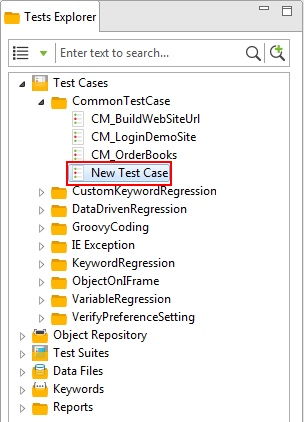 Tests Explorer
Enter text to search...
Test Cases
CommonTestCase
CM_BuildWebSiteUrl
CM_LoginDemoSite
CM_OrderBooks
New Test Case
CustomKeywordRegression
DataDrivenRegression
GroovyCoding
IE Exception
KeywordRegression
ObjectOnIFrame
VariableRegression
VerifyPreferenceSetting
Object Repository
Test Suites
Data Files
Keywords
Reports